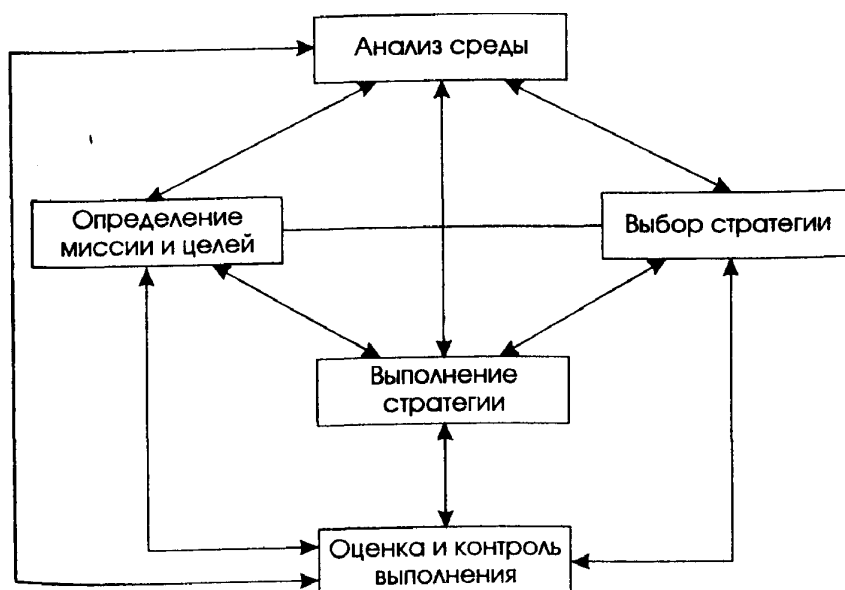 Анализ среды
Определение
миссии и целей
Выбор стратегии
Выполнение
стратегии
Оценка и контроль
выполнения